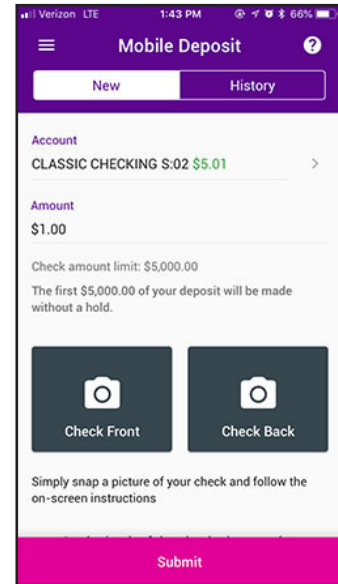 Verizon LTE 1:43 PM 66%
Mobile Deposit ?
New History
Account
CLASSIC CHECKING S:02 $5.01
Amount
$1.00
Check amount limit: $5,000.00
The first $5,000.00 of your deposit will be made
without a hold.
Check Front Check Back
Simply snap a picture of your check and follow the
on-screen instructions
Submit